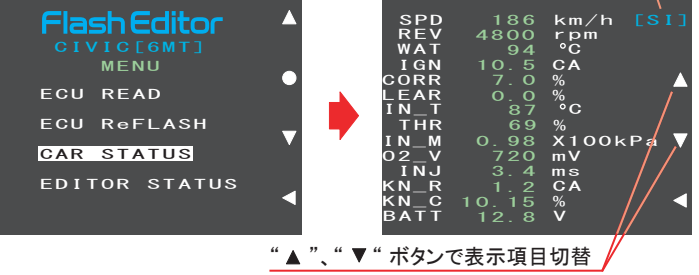 Flash Editor
CIVIC[6MT]
MENU
ECU READ
ECU ReFLASH
CAR STATUS
EDITOR STATUS
SPD 186 km/h [SI]
REV 4800 rpm
WAT 94 °C
IGN 10.5 CA
CORR 7.0 %
LEAR 0.0 %
IN_T 87 °C
THR 69 %
IN_M 0.98 X100kPa
O2_V 720 mV
INJ 3.4 ms
KN_R 1.2 CA
KN_C 10.15 %
BATT 12.8 V
“▲”、“▼“ ボタンで表示項目切替